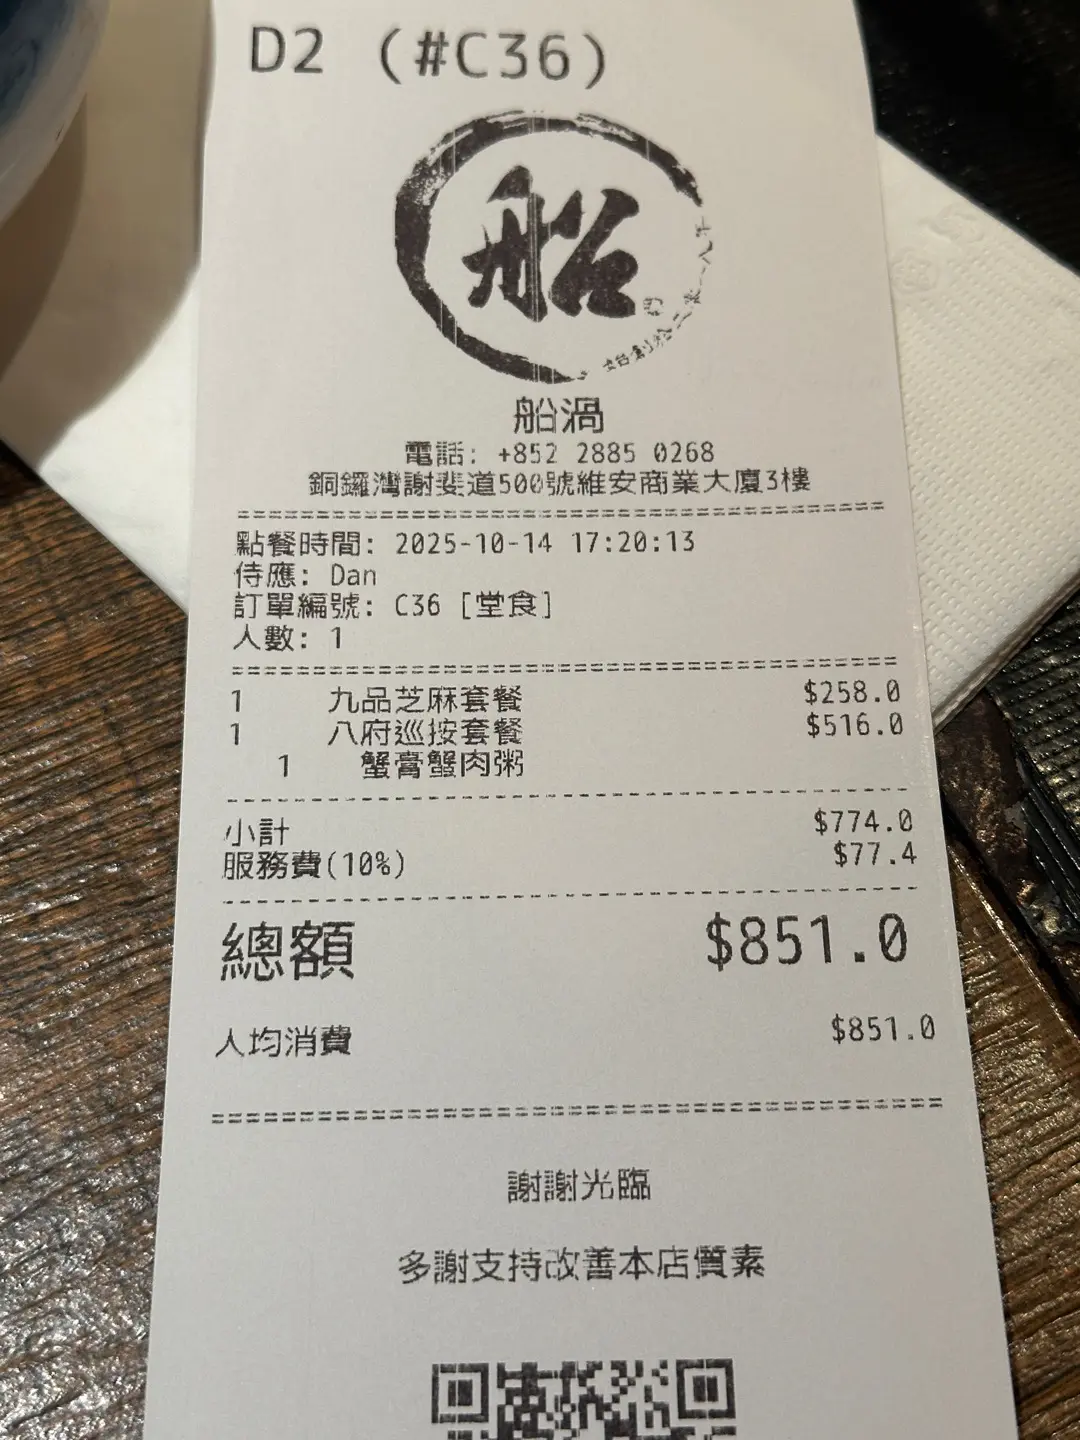 D2 (#C36)
船
船渦
電話: +852 2885 0268
銅鑼灣謝斐道500號維安商業大廈3樓
點餐時間: 2025-10-14 17:20:13
侍應: Dan
訂單編號: C36 [堂食]
人數: 1
1 九品芝麻套餐 $258.0
1 八府巡按套餐 $516.0
1 蟹膏蟹肉粥
小計 $774.0
服務費(10%) $77.4
總額 $851.0
人均消費 $851.0
謝謝光臨
多謝支持改善本店質素